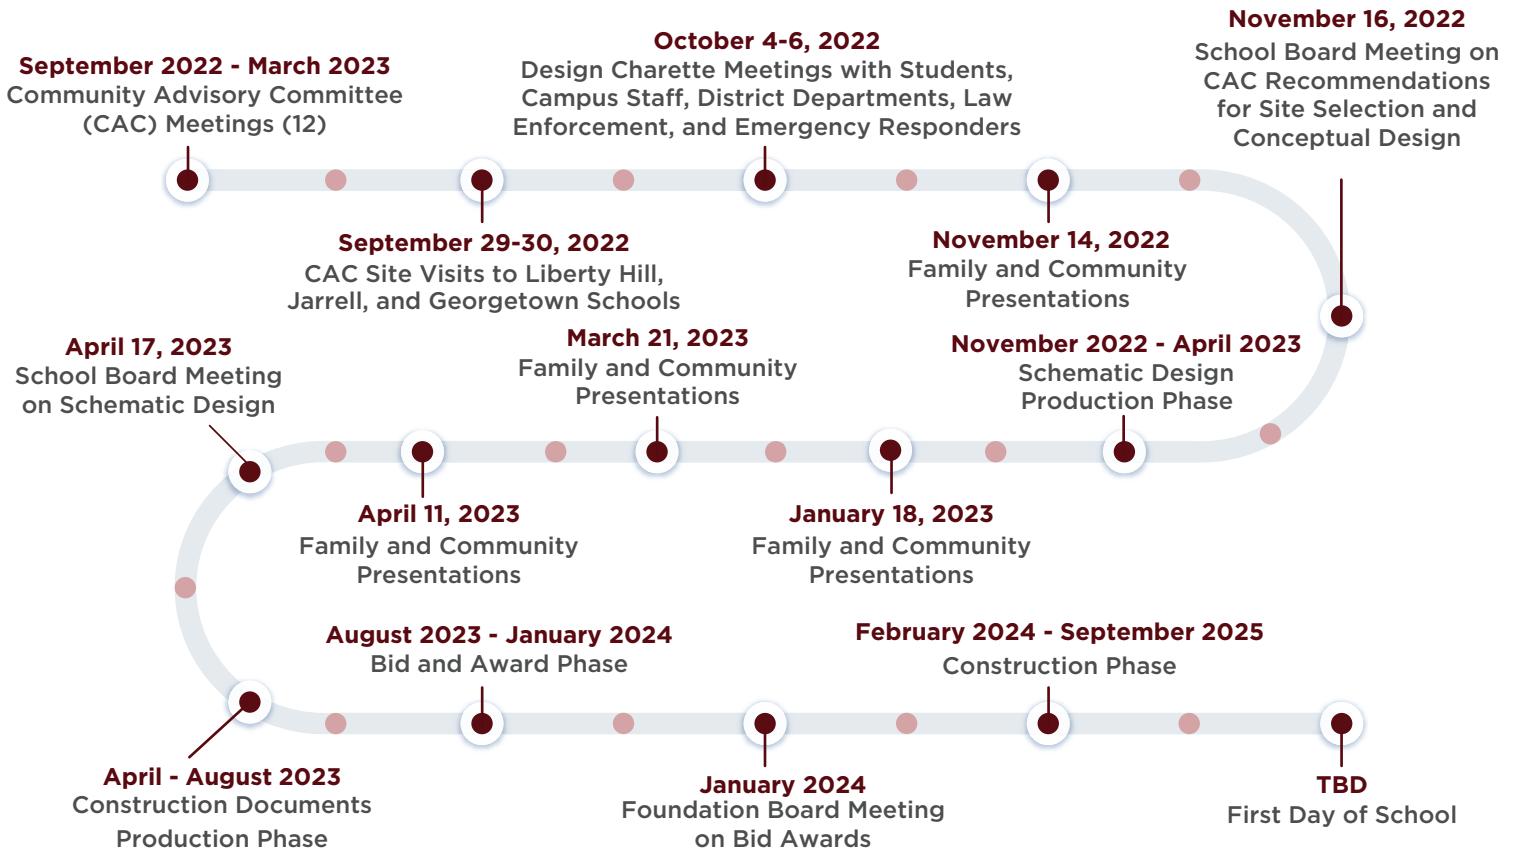 September 2022 - March 2023
Community Advisory Committee
(CAC) Meetings (12)
September 29-30, 2022
CAC Site Visits to Liberty Hill,
Jarrell, and Georgetown Schools
October 4-6, 2022
Design Charette Meetings with Students,
Campus Staff, District Departments, Law
Enforcement, and Emergency Responders
November 14, 2022
Family and Community
Presentations
November 16, 2022
School Board Meeting on
CAC Recommendations
for Site Selection and
Conceptual Design
November 2022 - April 2023
Schematic Design
Production Phase
January 18, 2023
Family and Community
Presentations
March 21, 2023
Family and Community
Presentations
April 11, 2023
Family and Community
Presentations
April 17, 2023
School Board Meeting
on Schematic Design
April - August 2023
Construction Documents
Production Phase
August 2023 - January 2024
Bid and Award Phase
January 2024
Foundation Board Meeting
on Bid Awards
February 2024 - September 2025
Construction Phase
TBD
First Day of School